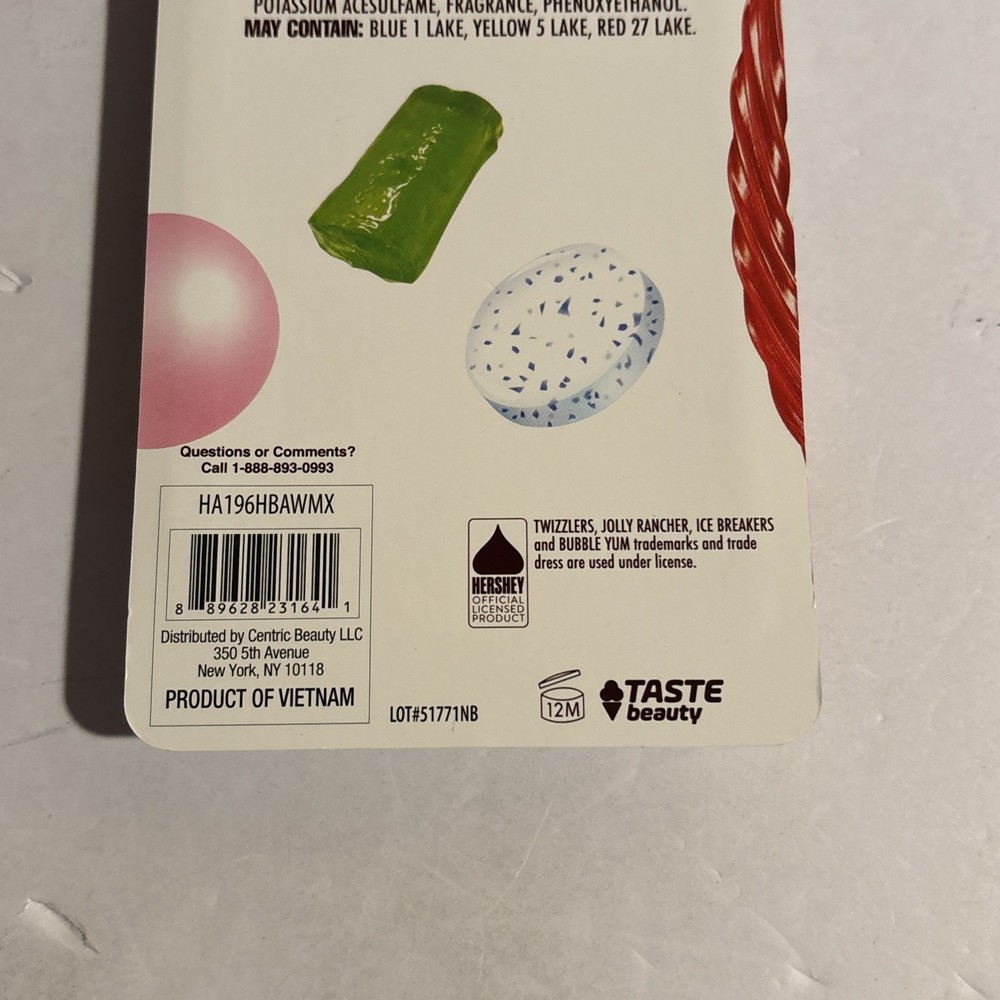 POTASSIUM ACESULFAME, FRAGRANCE, PHENOXYETHANOL.
MAY CONTAIN: BLUE 1 LAKE, YELLOW 5 LAKE, RED 27 LAKE.
Questions or Comments?
Call 1-888-893-0993
HA196HBAWMX
8 89628 23164 1
Distributed by Centric Beauty LLC
350 5th Avenue
New York, NY 10118
PRODUCT OF VIETNAM
LOT#51771NB
HERSHEY
OFFICIAL
LICENSED
PRODUCT
TWIZZLERS, JOLLY RANCHER, ICE BREAKERS
and BUBBLE YUM trademarks and trade
dress are used under license.
12M
TASTE
beauty